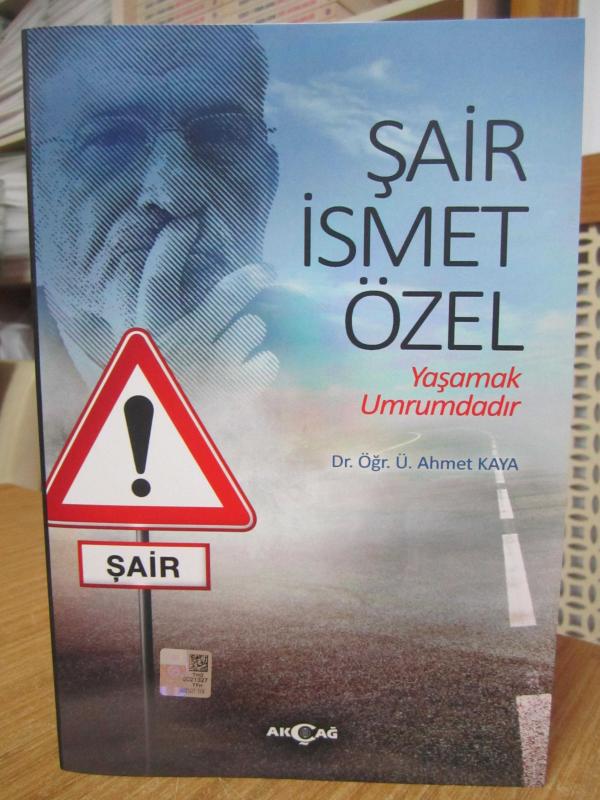 ŞAİR
İSMET
ÖZEL
Yaşamak
Umrumdadır
Dr. Öğr. Ü. Ahmet KAYA
ŞAİR
AKÇAĞ